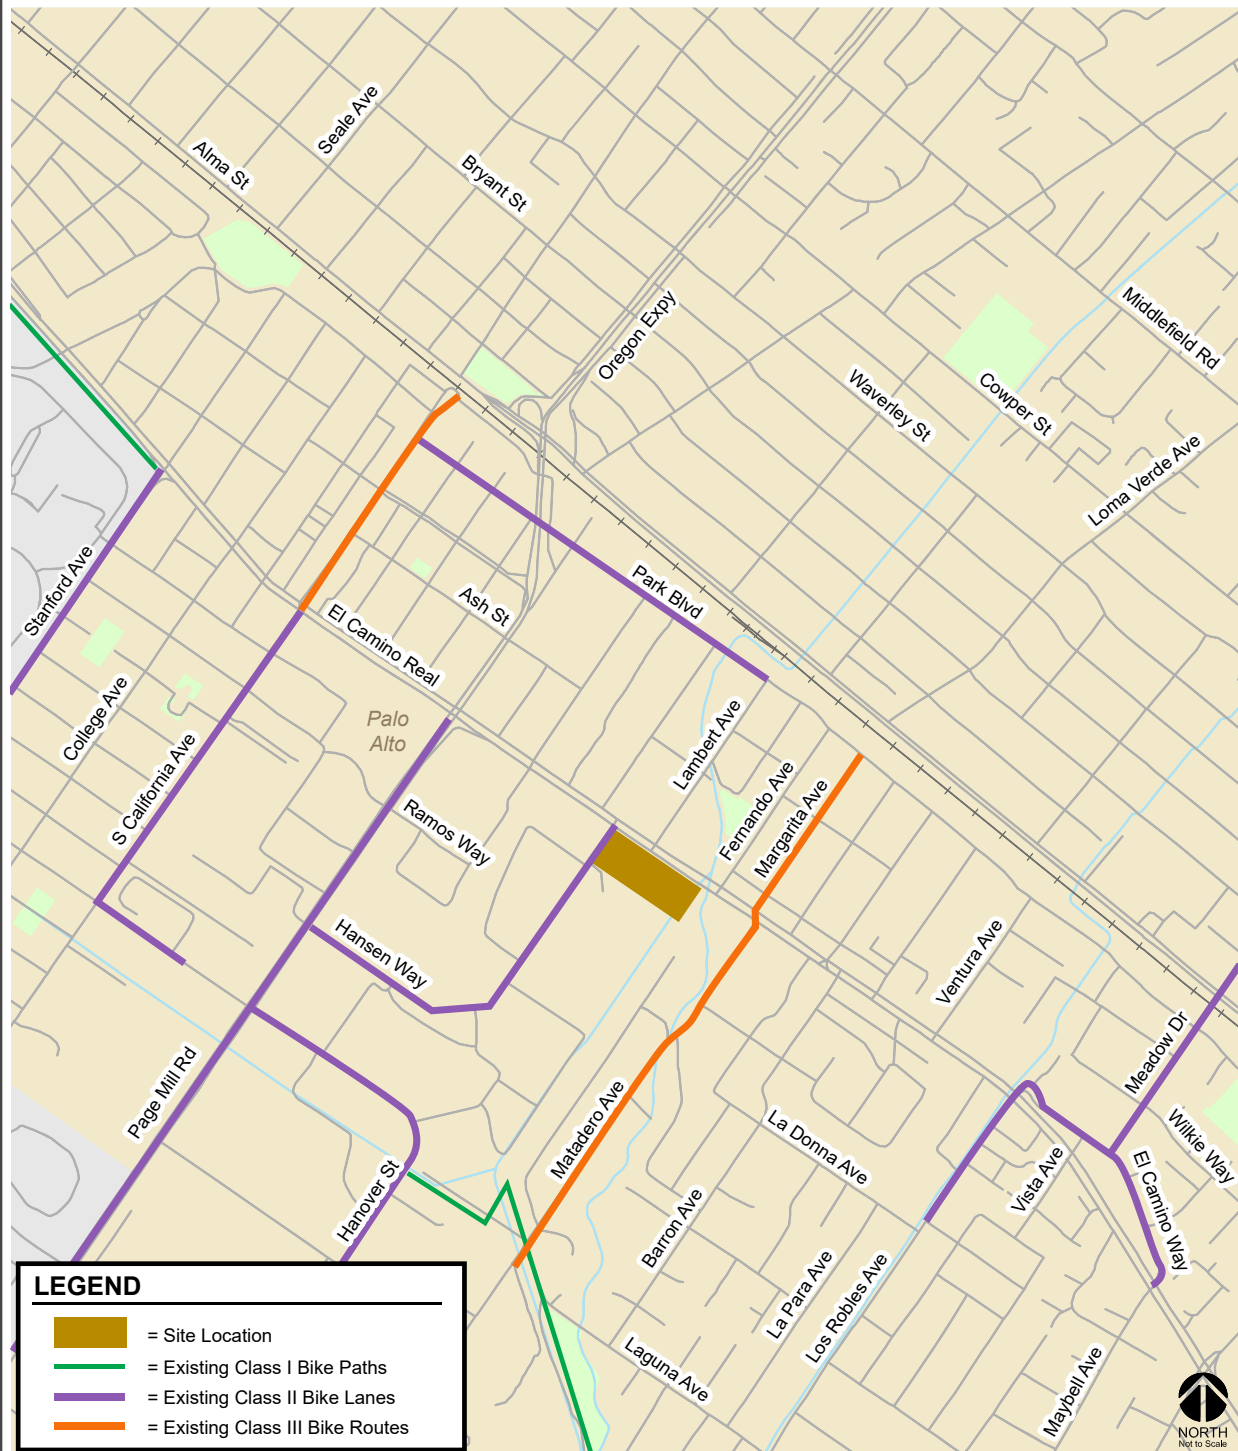 Seale Ave
Alma St
Bryant St
Oregon Expy
Middlefield Rd
Waverley St
Cowper St
Loma Verde Ave
Stanford Ave
Park Blvd
Ash St
El Camino Real
College Ave
Palo
Alto
S California Ave
Lambert Ave
Fernando Ave
Margarita Ave
Ramos Way
Hansen Way
Ventura Ave
Page Mill Rd
Meadow Dr
Matadero Ave
La Donna Ave
Wilkie Way
Vista Ave
El Camino Way
Hanover St
Barron Ave
La Para Ave
Los Robles Ave
Laguna Ave
Maybell Ave
LEGEND
= Site Location
= Existing Class I Bike Paths
= Existing Class II Bike Lanes
= Existing Class III Bike Routes
NORTH
Not to Scale